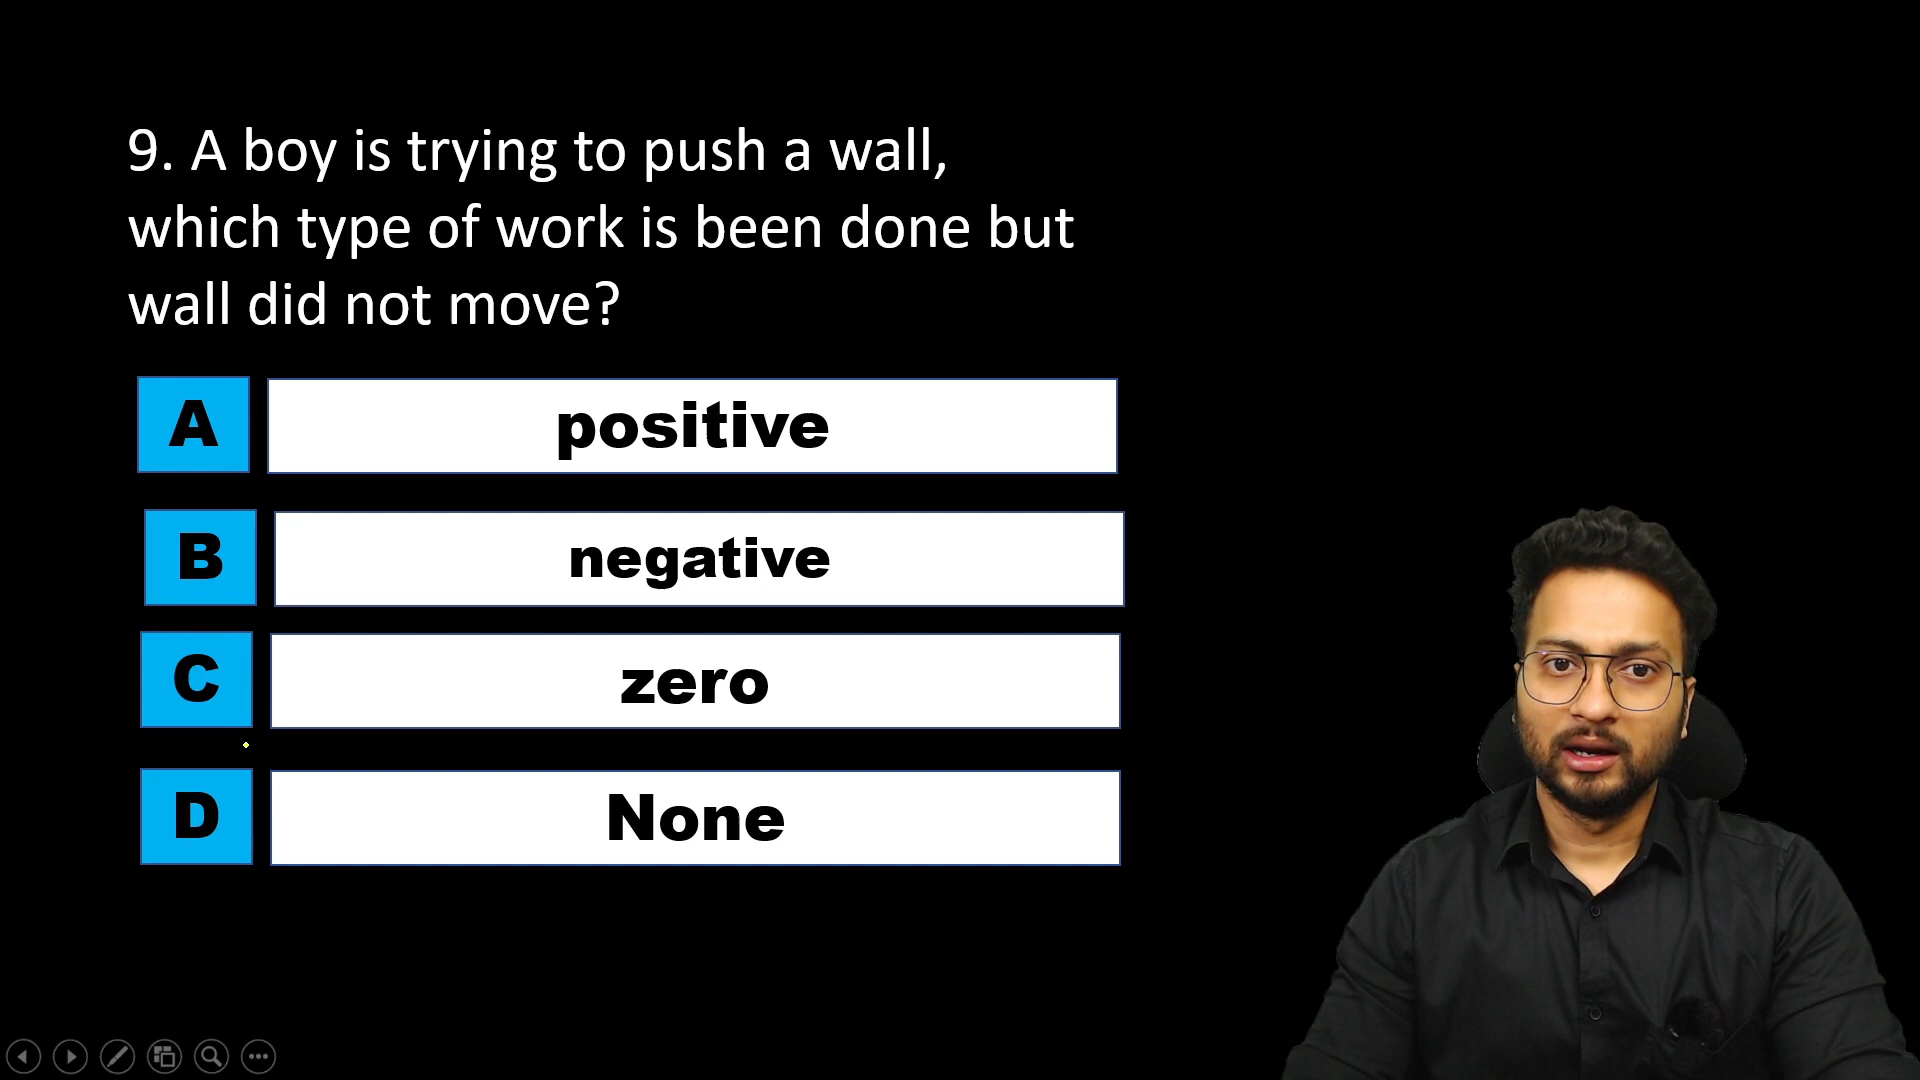 9. A boy is trying to push a wall,
which type of work is been done but
wall did not move?
A positive
B negative
C zero
D None